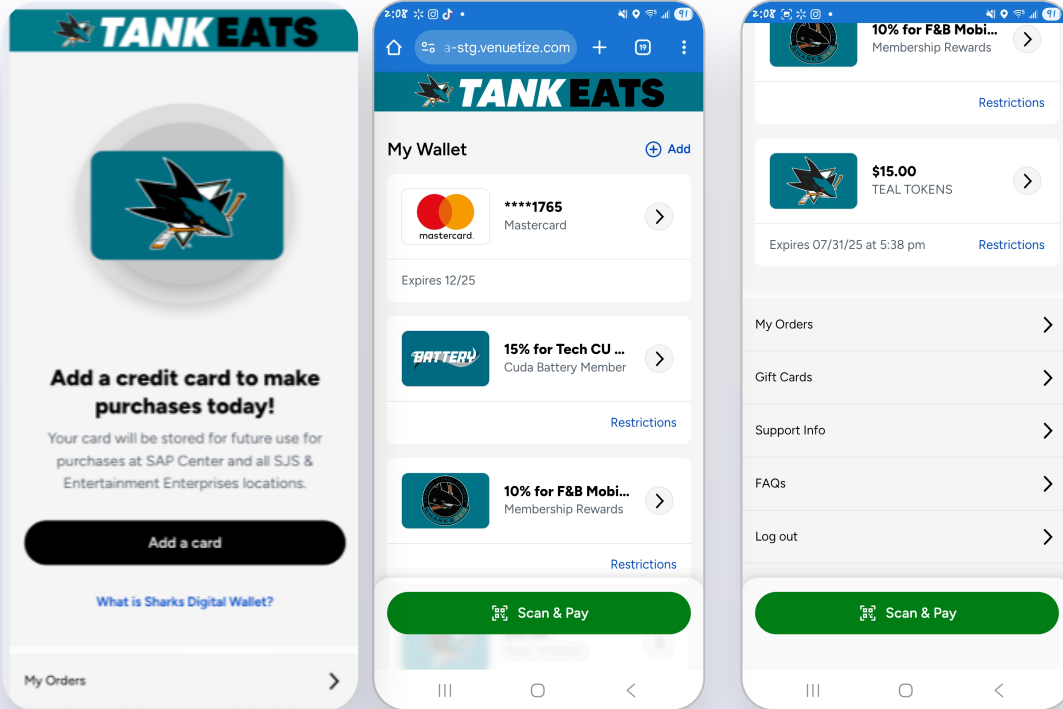 TANK EATS
Add a credit card to make
purchases today!
Your card will be stored for future use for
purchases at SAP Center and all SJS &
Entertainment Enterprises locations.
Add a card
What is Sharks Digital Wallet?
My Orders
2:08
91
a-stg.venuetize.com
19
TANK EATS
My Wallet
Add
mastercard.
****1765
Mastercard
Expires 12/25
BATTERY
15% for Tech CU ...
Cuda Battery Member
Restrictions
10% for F&B Mobi...
Membership Rewards
Restrictions
Scan & Pay
2:08
91
10% for F&B Mobi...
Membership Rewards
Restrictions
$15.00
TEAL TOKENS
Expires 07/31/25 at 5:38 pm
Restrictions
My Orders
Gift Cards
Support Info
FAQs
Log out
Scan & Pay